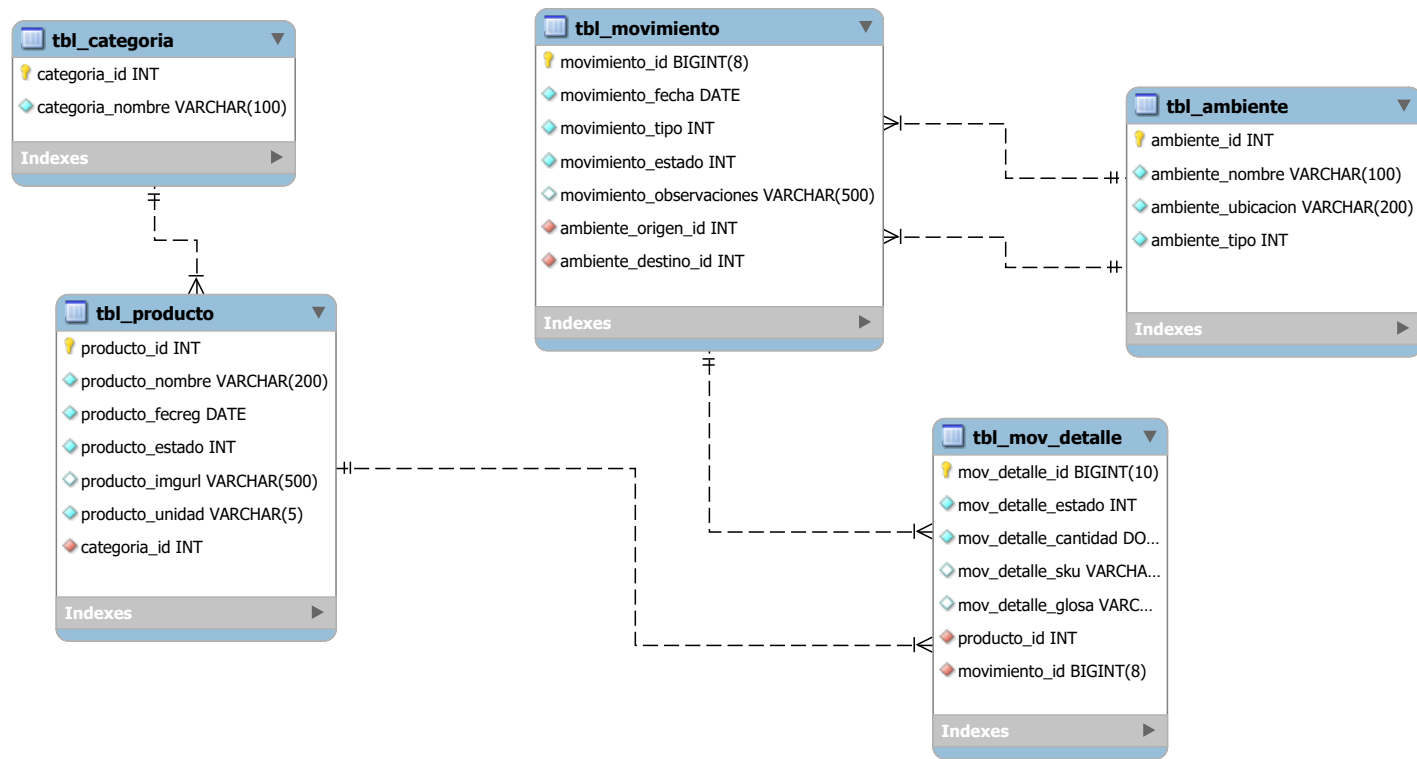 tbl_categoria
categoria_id INT
categoria_nombre VARCHAR(100)
Indexes
tbl_movimiento
movimiento_id BIGINT(8)
movimiento_fecha DATE
movimiento_tipo INT
movimiento_estado INT
movimiento_observaciones VARCHAR(500)
ambiente_origen_id INT
ambiente_destino_id INT
Indexes
tbl_ambiente
ambiente_id INT
ambiente_nombre VARCHAR(100)
ambiente_ubicacion VARCHAR(200)
ambiente_tipo INT
Indexes
tbl_producto
producto_id INT
producto_nombre VARCHAR(200)
producto_fecreg DATE
producto_estado INT
producto_imgurl VARCHAR(500)
producto_unidad VARCHAR(5)
categoria_id INT
Indexes
tbl_mov_detalle
mov_detalle_id BIGINT(10)
mov_detalle_estado INT
mov_detalle_cantidad DO...
mov_detalle_sku VARCHA...
mov_detalle_glosa VARC...
producto_id INT
movimiento_id BIGINT(8)
Indexes